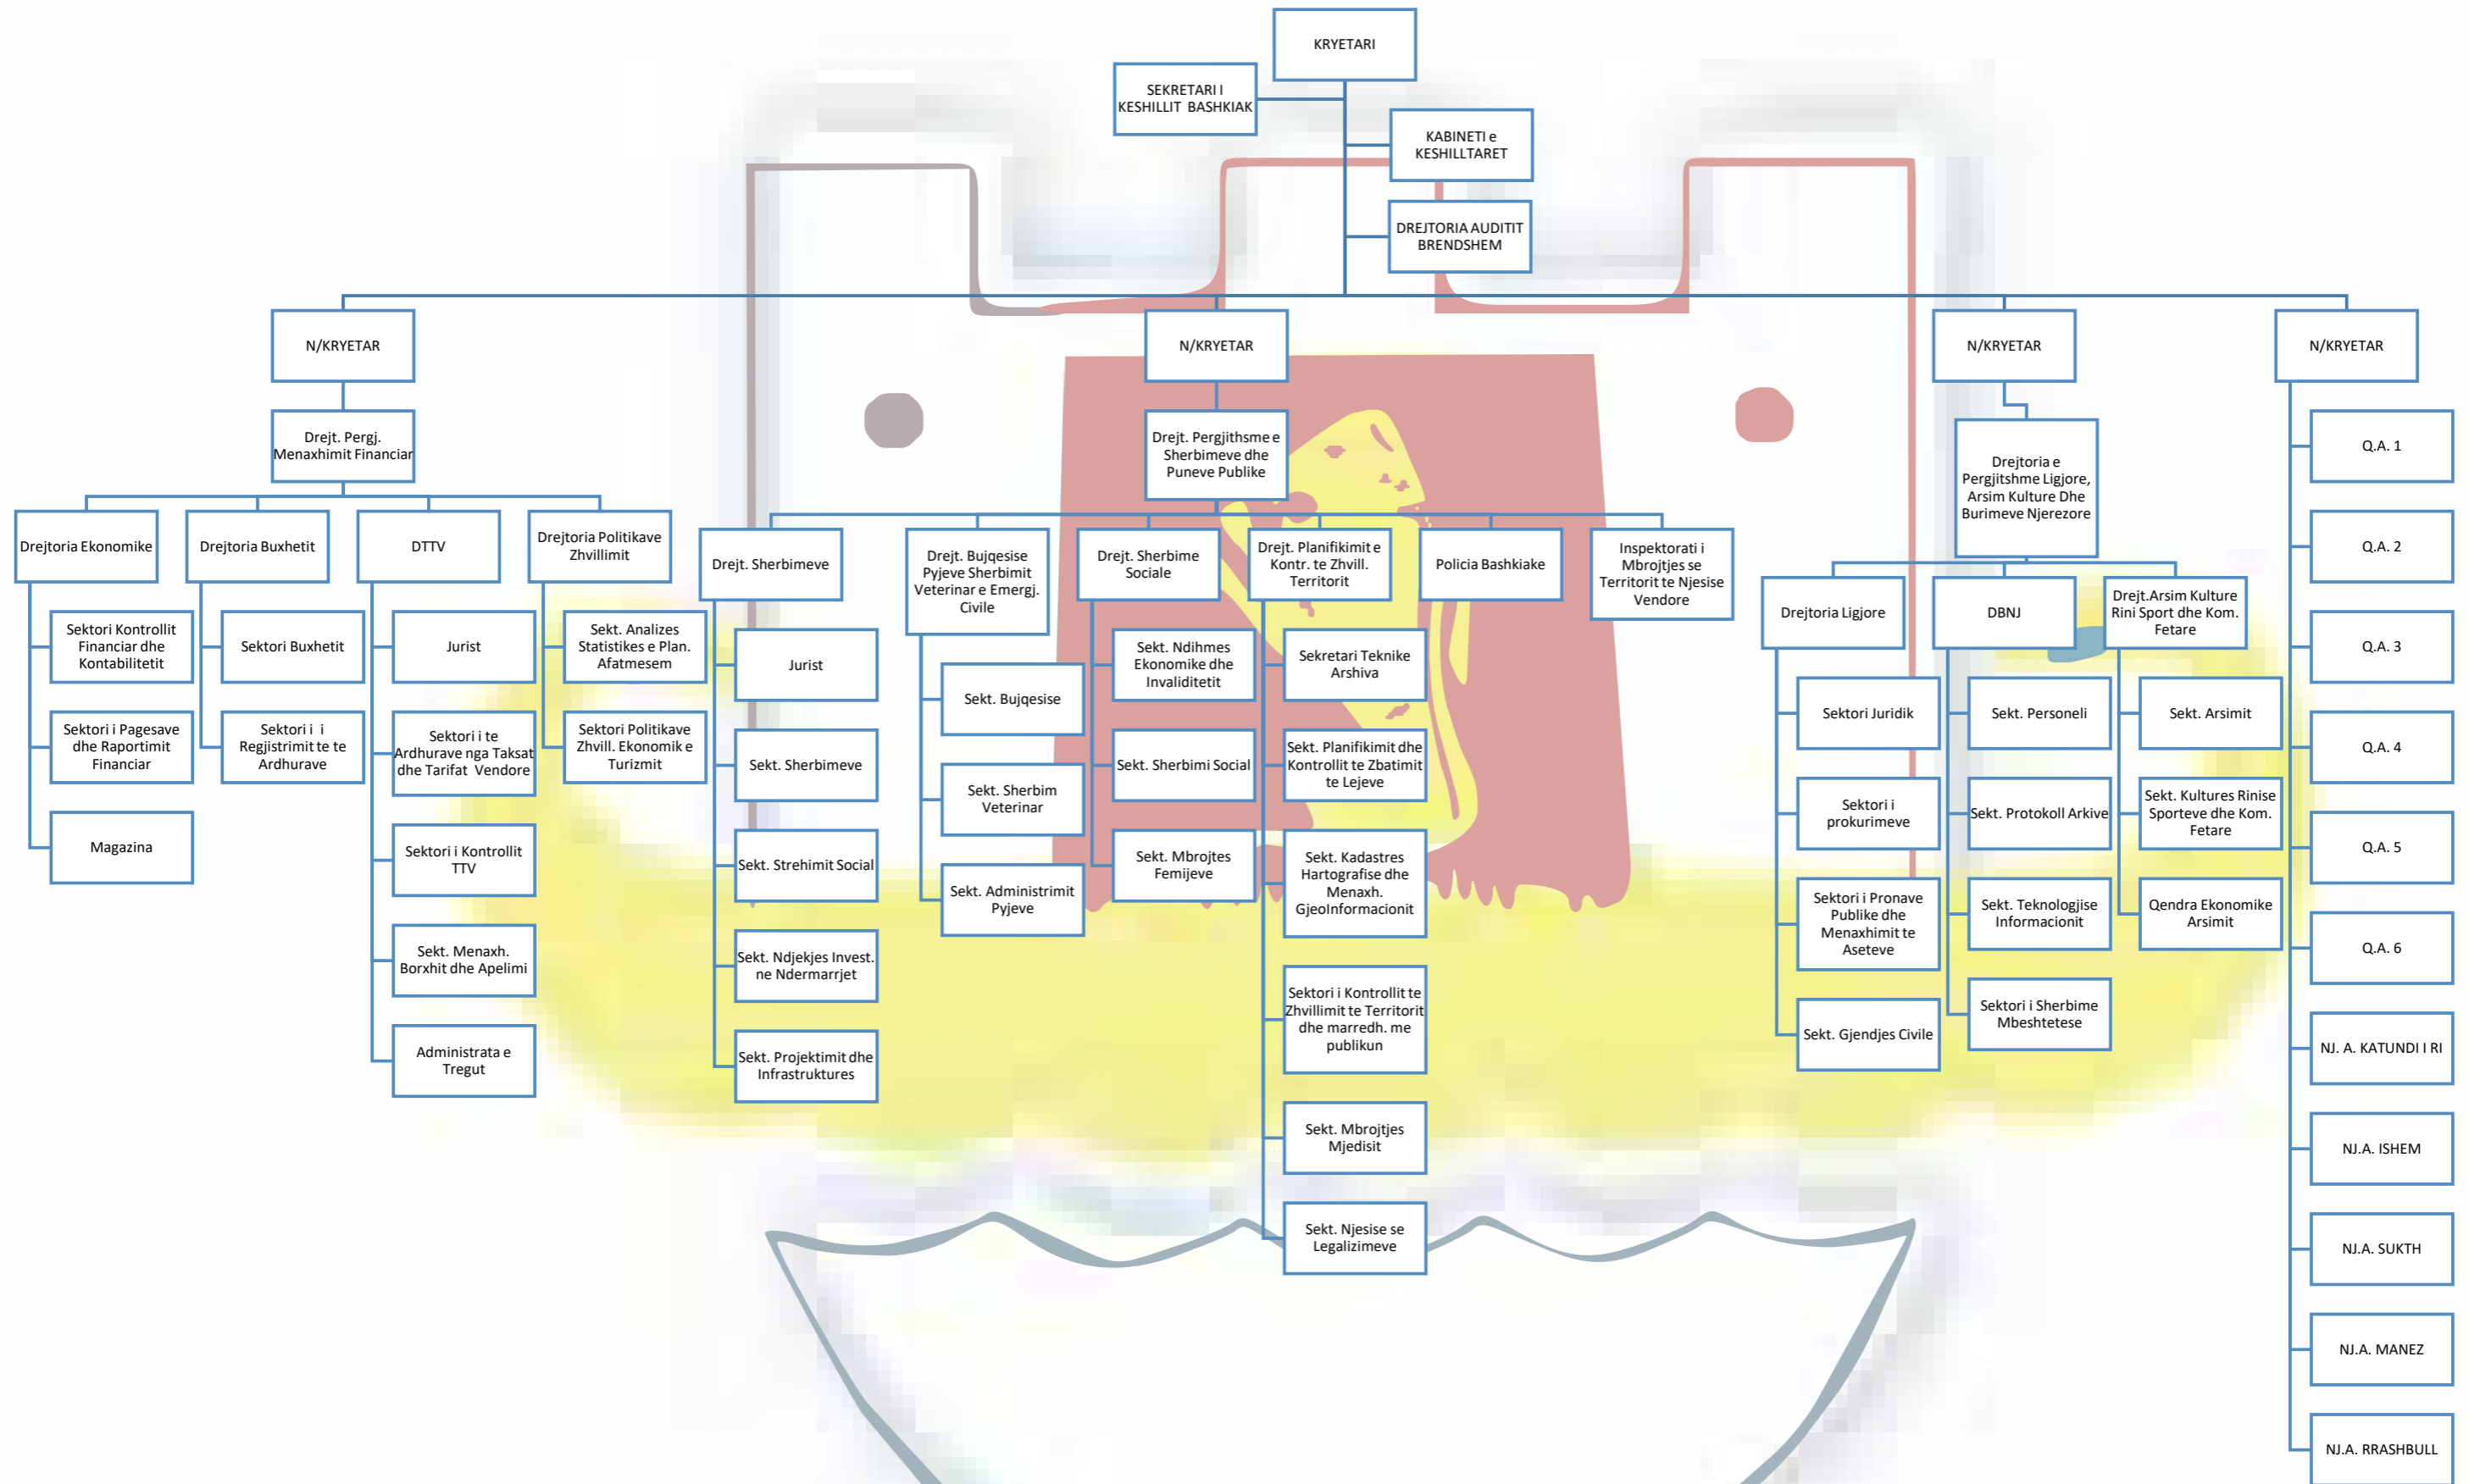 KRYETARI
SEKRETARI I
KESHILLIT BASHKIAK
KABINETI e
KESHILLTARET
DREJTORIA AUDITIT
BRENDSHEM
N/KRYETAR
Drejt. Pergj.
Menaxhimit Financiar
Drejtoria Ekonomike
Sektori Kontrollit
Financiar dhe
Kontabilitetit
Sektori i Pagesave
dhe Raportimit
Financiar
Magazina
Drejtoria Buxhetit
Sektori Buxhetit
Sektori i i
Regjistrimit te te
Ardhurave
DTTV
Jurist
Sektori i te
Ardhurave nga Taksat
dhe Tarifat Vendore
Sektori i Kontrollit
TTV
Sekt. Menaxh.
Borxhit dhe Apelimi
Administrata e
Tregut
Drejtoria Politikave
Zhvillimit
Sekt. Analizes
Statistikes e Plan.
Afatmesem
Sektori Politikave
Zhvill. Ekonomik e
Turizmit
N/KRYETAR
Drejt. Pergjithsme e
Sherbimeve dhe
Puneve Publike
Drejt. Sherbimeve
Jurist
Sekt. Sherbimeve
Sekt. Strehimit Social
Sekt. Ndjekjes Invest.
ne Ndermarrjet
Sekt. Projektimit dhe
Infrastruktures
Drejt. Bujqesise
Pyjeve Sherbimit
Veterinar e Emergj.
Civile
Sekt. Bujqesise
Sekt. Sherbim
Veterinar
Sekt. Administrimit
Pyjeve
Drejt. Sherbime
Sociale
Sekt. Ndihmes
Ekonomike dhe
Invaliditetit
Sekt. Sherbimi Social
Sekt. Mbrojtes
Femijeve
Drejt. Planifikimit e
Kontr. te Zhvill.
Territorit
Sekretari Teknike
Arshiva
Sekt. Planifikimit dhe
Kontrollit te Zbatimit
te Lejeve
Sekt. Kadastres
Hartografise dhe
Menaxh.
GjeoInformacionit
Sektori i Kontrollit te
Zhvillimit te Territorit
dhe marredh. me
publikun
Sekt. Mbrojtjes
Mjedisit
Sekt. Njesise se
Legalizimeve
Policia Bashkiake
Inspektorati i
Mbrojtjes se
Territorit te Njesise
Vendore
N/KRYETAR
Drejtoria e
Pergjitshme Ligjore,
Arsim Kulture Dhe
Burimeve Njerezore
Drejtoria Ligjore
Sektori Juridik
Sektori i
prokurimeve
Sektori i Pronave
Publike dhe
Menaxhimit te
Aseteve
Sekt. Gjendjes Civile
DBNJ
Sekt. Personeli
Sekt. Protokoll Arkive
Sekt. Teknologjise
Informacionit
Sektori i Sherbime
Mbeshtetese
Drejt.Arsim Kulture
Rini Sport dhe Kom.
Fetare
Sekt. Arsimit
Sekt. Kultures Rinise
Sporteve dhe Kom.
Fetare
Qendra Ekonomike
Arsimit
N/KRYETAR
Q.A. 1
Q.A. 2
Q.A. 3
Q.A. 4
Q.A. 5
Q.A. 6
NJ. A. KATUNDI I RI
NJ.A. ISHEM
NJ.A. SUKTH
NJ.A. MANEZ
NJ.A. RRASHBULL